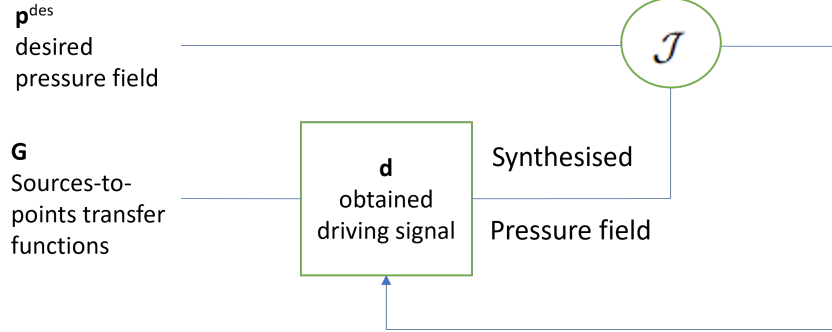 p^des
desired
pressure field
𝒥
G
Sources-to-
points transfer
functions
d
obtained
driving signal
Synthesised
Pressure field